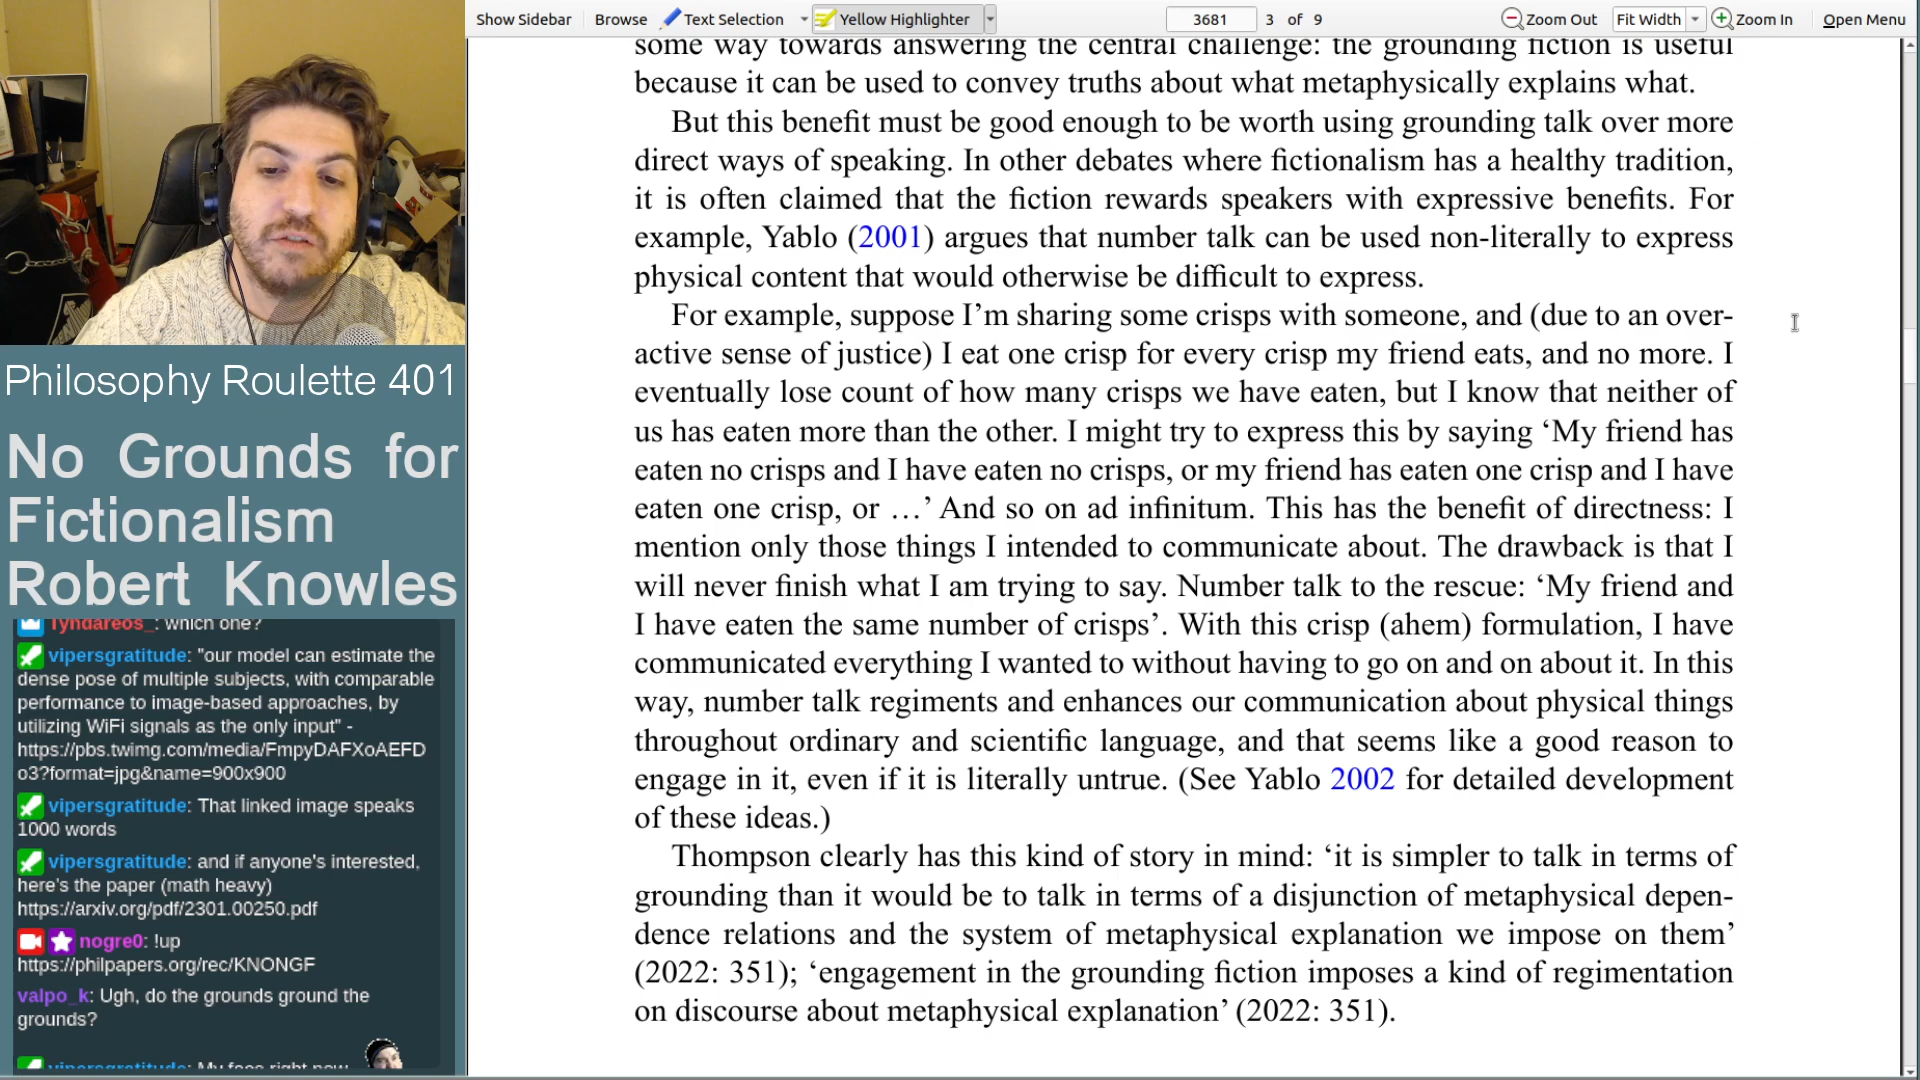 Show Sidebar Browse Text Selection Yellow Highlighter 3681 3 of 9 Zoom Out Fit Width Zoom In Open Menu
some way towards answering the central challenge: the grounding fiction is useful
because it can be used to convey truths about what metaphysically explains what.
But this benefit must be good enough to be worth using grounding talk over more
direct ways of speaking. In other debates where fictionalism has a healthy tradition,
it is often claimed that the fiction rewards speakers with expressive benefits. For
example, Yablo (2001) argues that number talk can be used non-literally to express
physical content that would otherwise be difficult to express.
For example, suppose I'm sharing some crisps with someone, and (due to an over-
active sense of justice) I eat one crisp for every crisp my friend eats, and no more. I
eventually lose count of how many crisps we have eaten, but I know that neither of
us has eaten more than the other. I might try to express this by saying ‘My friend has
eaten no crisps and I have eaten no crisps, or my friend has eaten one crisp and I have
eaten one crisp, or …’ And so on ad infinitum. This has the benefit of directness: I
mention only those things I intended to communicate about. The drawback is that I
will never finish what I am trying to say. Number talk to the rescue: ‘My friend and
I have eaten the same number of crisps’. With this crisp (ahem) formulation, I have
communicated everything I wanted to without having to go on and on about it. In this
way, number talk regiments and enhances our communication about physical things
throughout ordinary and scientific language, and that seems like a good reason to
engage in it, even if it is literally untrue. (See Yablo 2002 for detailed development
of these ideas.)
Thompson clearly has this kind of story in mind: ‘it is simpler to talk in terms of
grounding than it would be to talk in terms of a disjunction of metaphysical depen-
dence relations and the system of metaphysical explanation we impose on them’
(2022: 351); ‘engagement in the grounding fiction imposes a kind of regimentation
on discourse about metaphysical explanation’ (2022: 351).
Philosophy Roulette 401
No Grounds for
Fictionalism
Robert Knowles
Tyndareos_: which one?
vipersgratitude: "our model can estimate the
dense pose of multiple subjects, with comparable
performance to image-based approaches, by
utilizing WiFi signals as the only input" -
https://pbs.twimg.com/media/FmpyDAFXoAEFD
o3?format=jpg&name=900x900
vipersgratitude: That linked image speaks
1000 words
vipersgratitude: and if anyone's interested,
here's the paper (math heavy)
https://arxiv.org/pdf/2301.00250.pdf
nogre0: !up
https://philpapers.org/rec/KNONGF
valpo_k: Ugh, do the grounds ground the
grounds?
vipersgratitude: My face right now